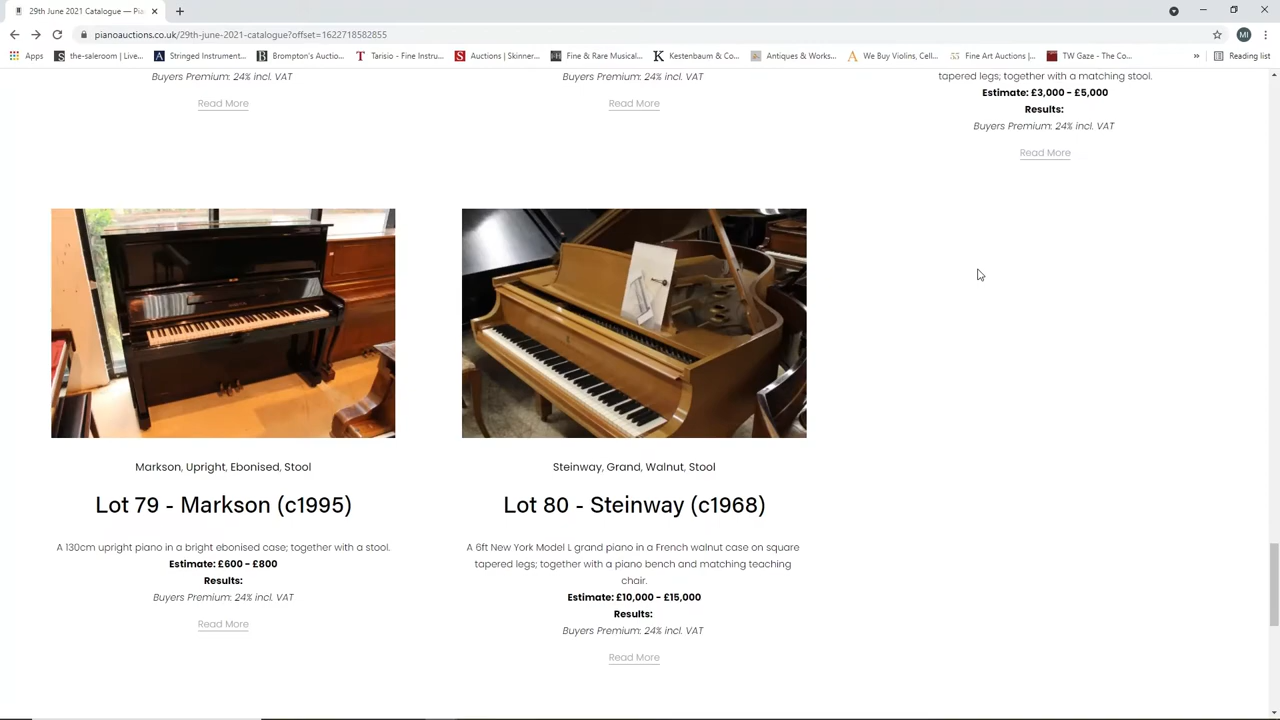 29th June 2021 Catalogue — Pia
pianoauctions.co.uk/29th-june-2021-catalogue?offset=1622718582855
MI
Apps
the-saleroom | Livi...
Stringed Instrument...
Brompton's Auctio...
Tarisio - Fine Instru...
Auctions | Skinner...
Fine & Rare Musical...
Kestenbaum & Co...
Antiques & Works...
We Buy Violins, Cell...
Fine Art Auctions |...
TW Gaze - The Co...
»
Reading list
Buyers Premium: 24% incl. VAT
Read More
Buyers Premium: 24% incl. VAT
Read More
tapered legs; together with a matching stool.
Estimate: £3,000 - £5,000
Results:
Buyers Premium: 24% incl. VAT
Read More
Markson, Upright, Ebonised, Stool
Lot 79 - Markson (c1995)
A 130cm upright piano in a bright ebonised case; together with a stool.
Estimate: £600 - £800
Results:
Buyers Premium: 24% incl. VAT
Read More
Steinway, Grand, Walnut, Stool
Lot 80 - Steinway (c1968)
A 6ft New York Model L grand piano in a French walnut case on square
tapered legs; together with a piano bench and matching teaching
chair.
Estimate: £10,000 - £15,000
Results:
Buyers Premium: 24% incl. VAT
Read More